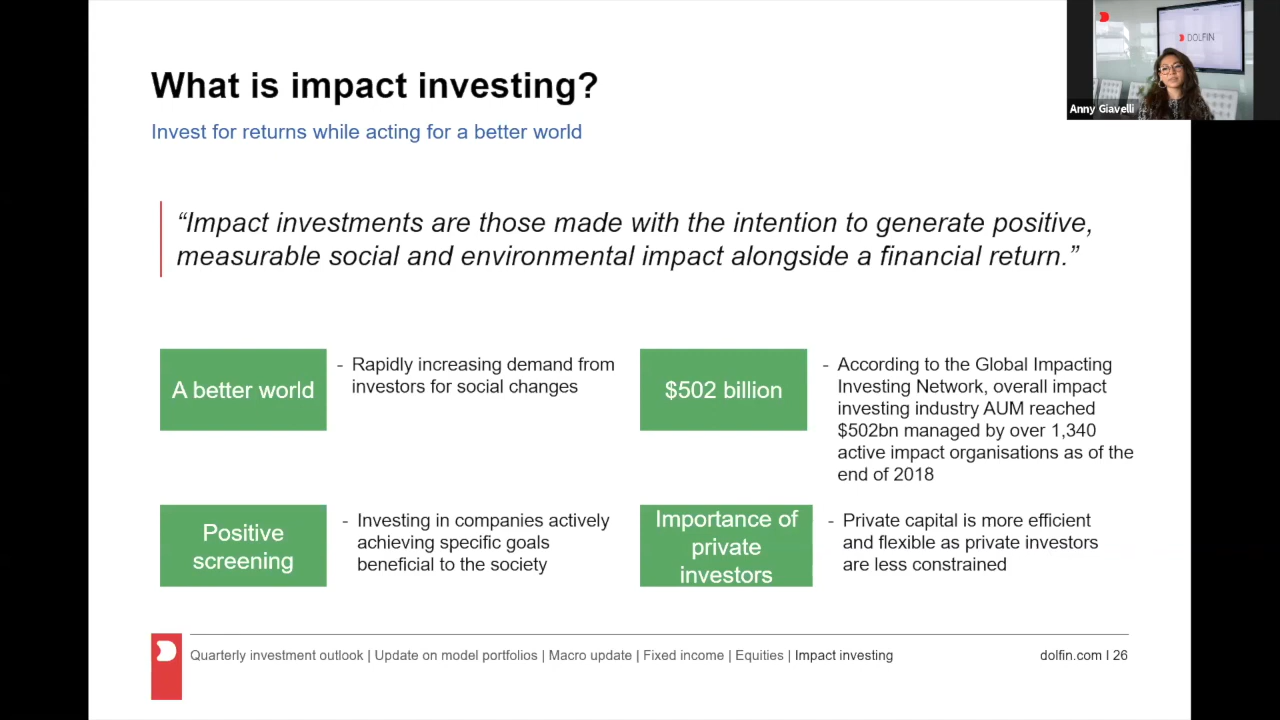 What is impact investing?
Invest for returns while acting for a better world
“Impact investments are those made with the intention to generate positive,
measurable social and environmental impact alongside a financial return.”
A better world
- Rapidly increasing demand from
investors for social changes
$502 billion
- According to the Global Impacting
Investing Network, overall impact
investing industry AUM reached
$502bn managed by over 1,340
active impact organisations as of the
end of 2018
Positive
screening
- Investing in companies actively
achieving specific goals
beneficial to the society
Importance of
private
investors
- Private capital is more efficient
and flexible as private investors
are less constrained
Quarterly investment outlook | Update on model portfolios | Macro update | Fixed income | Equities | Impact investing
dolfin.com I 26
DOLFIN
Anny Giavelli